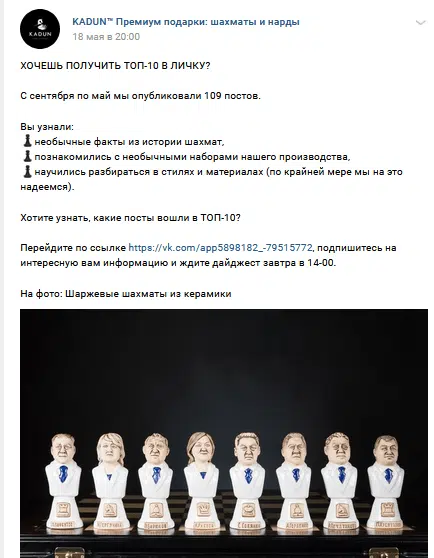 KADUN
KADUN™ Премиум подарки: шахматы и нарды
18 мая в 20:00
ХОЧЕШЬ ПОЛУЧИТЬ ТОП-10 В ЛИЧКУ?
С сентября по май мы опубликовали 109 постов.
Вы узнали:
необычные факты из истории шахмат,
познакомились с необычными наборами нашего производства,
научились разбираться в стилях и материалах (по крайней мере мы на это
надеемся).
Хотите узнать, какие посты вошли в ТОП-10?
Перейдите по ссылке https://vk.com/app5898182_-79515772, подпишитесь на
интересную вам информацию и ждите дайджест завтра в 14-00.
На фото: Шаржевые шахматы из керамики